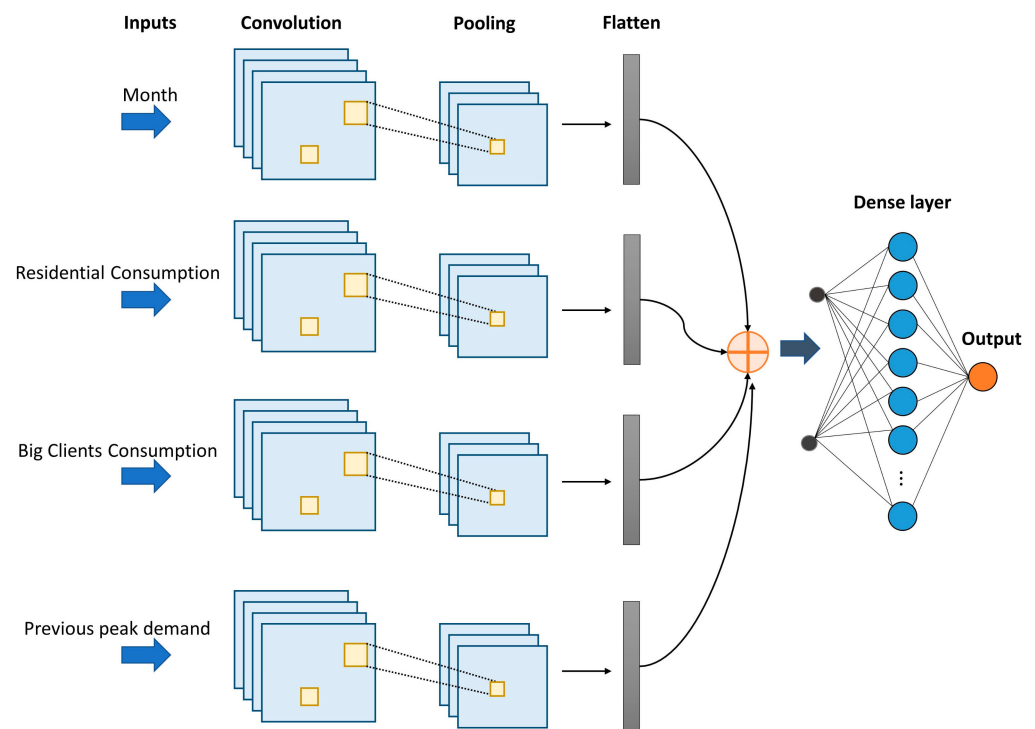 Inputs
Convolution
Pooling
Flatten
Month
Residential Consumption
Big Clients Consumption
Previous peak demand
Dense layer
Output
...